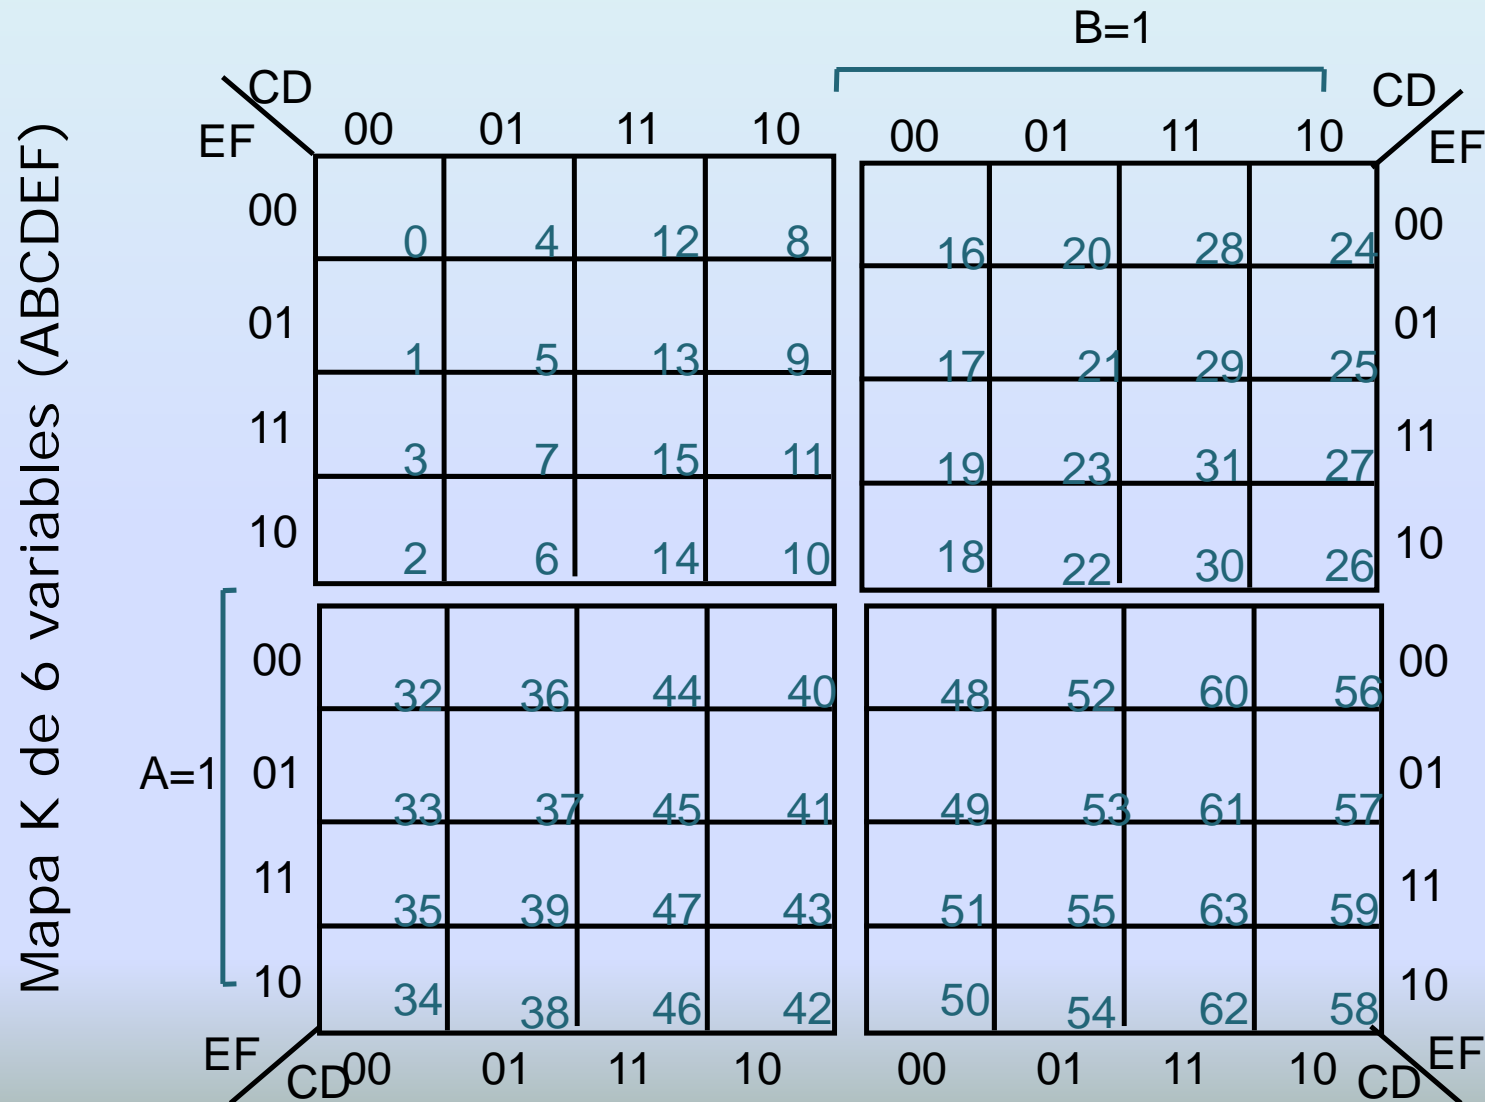 Mapa K de 6 variables (ABCDEF)
B=1
CD
EF
00 01 11 10
00 01 11 10
CD
EF
00
0 4 12 8
16 20 28 24
00
01
1 5 13 9
17 21 29 25
01
11
3 7 15 11
19 23 31 27
11
10
2 6 14 10
18 22 30 26
10
A=1
00
32 36 44 40
48 52 60 56
00
01
33 37 45 41
49 53 61 57
01
11
35 39 47 43
51 55 63 59
11
10
34 38 46 42
50 54 62 58
10
EF
CD
00 01 11 10
00 01 11 10
CD
EF